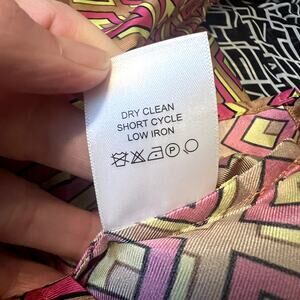 DRY CLEAN
SHORT CYCLE
LOW IRON
P